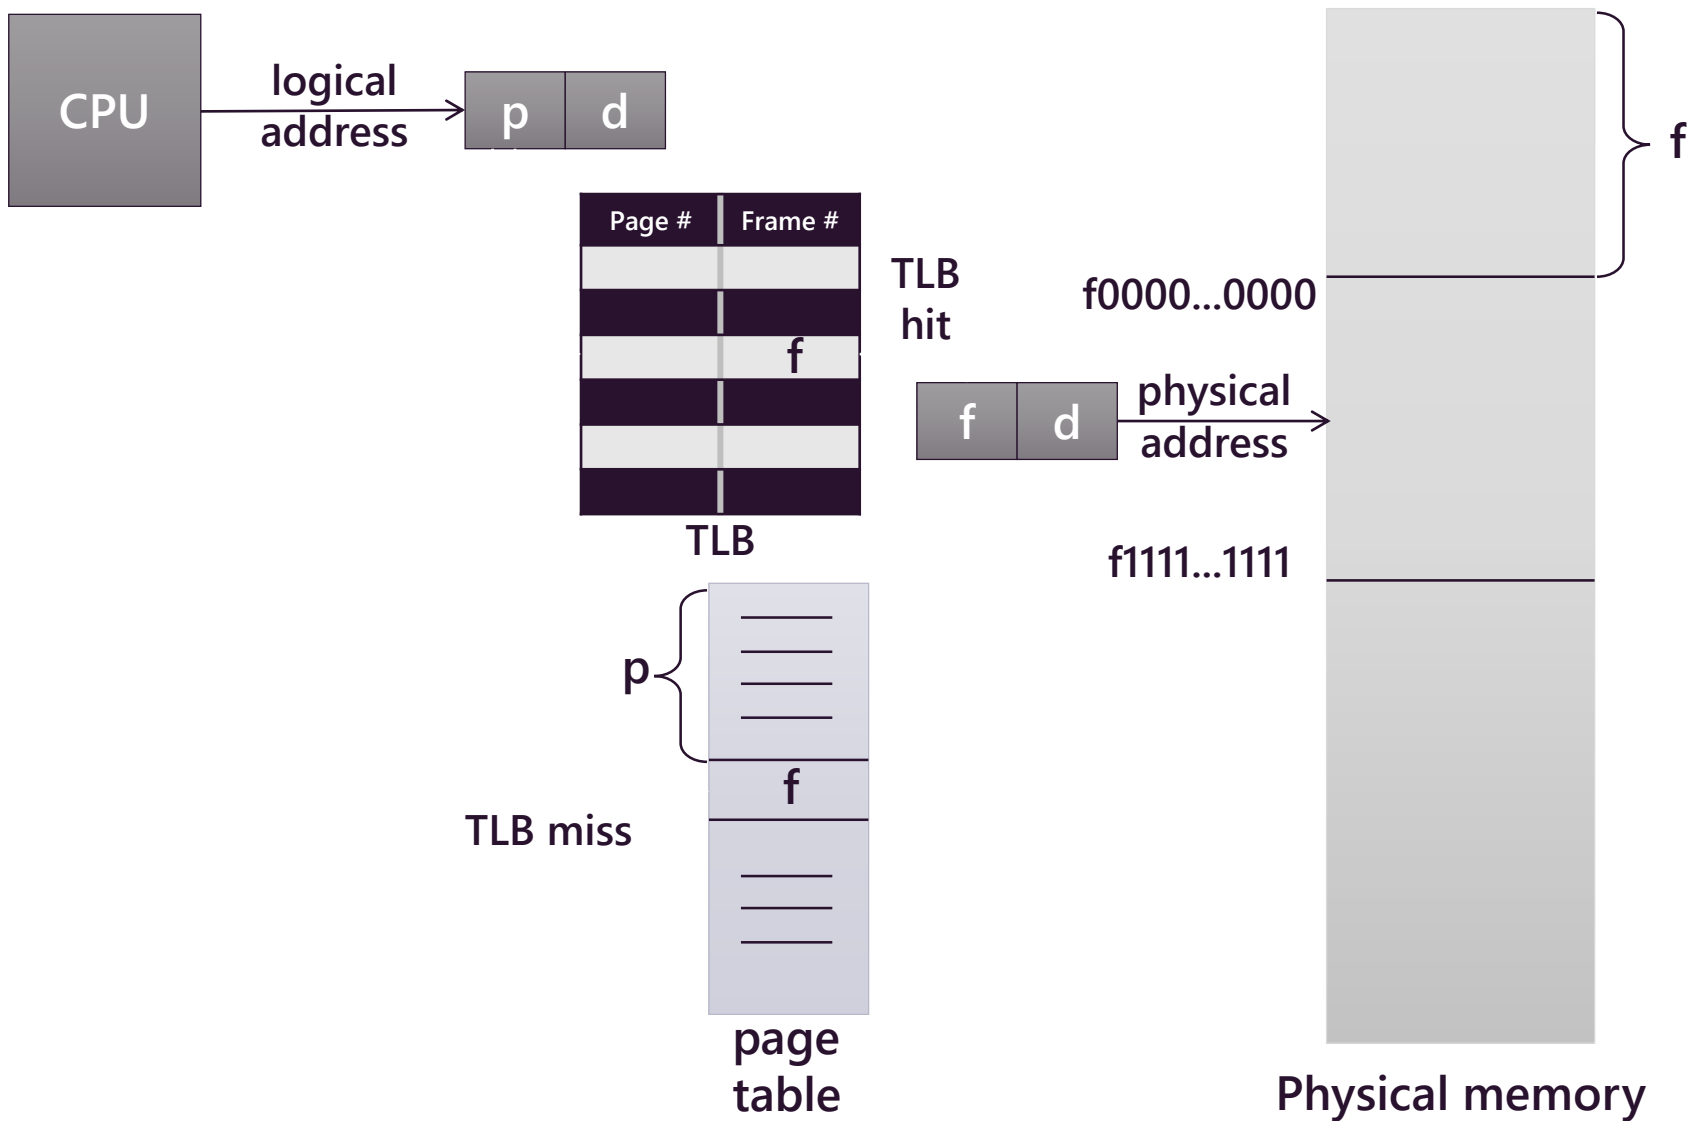 CPU
logical
address
p d
f
Page # Frame #
TLB
hit
f0000...0000
f
f d
physical
address
TLB
f1111...1111
p
f
TLB miss
page
table
Physical memory